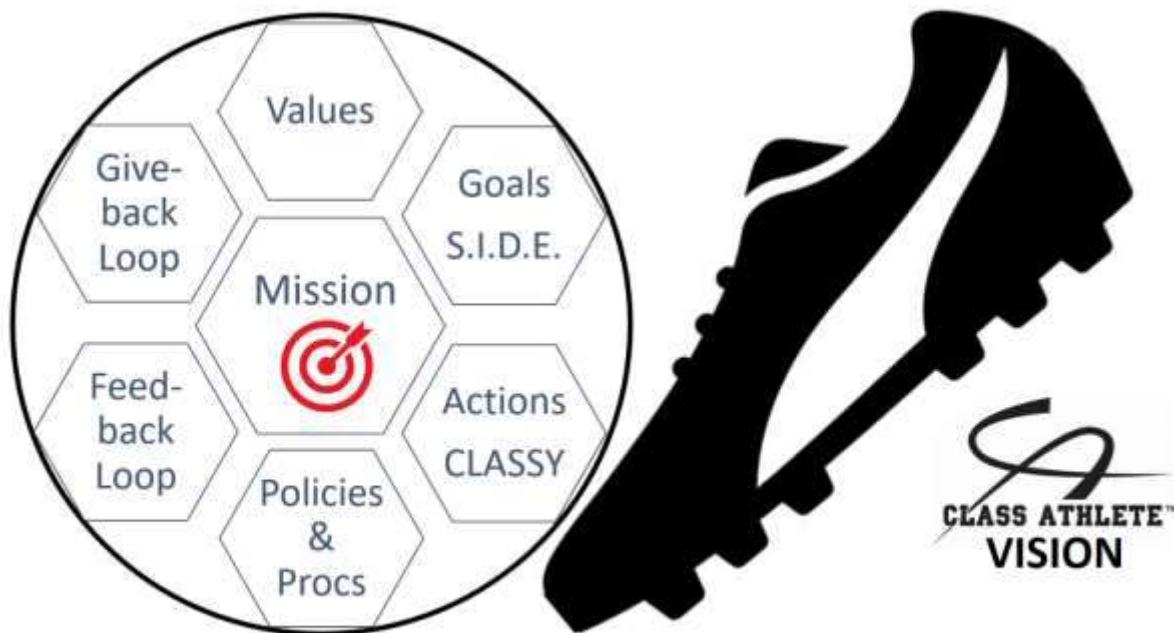 Values
Give-
back
Loop
Goals
S.I.D.E.
Mission
Feed-
back
Loop
Actions
CLASSY
Policies
&
Procs
CLASS ATHLETE™
VISION